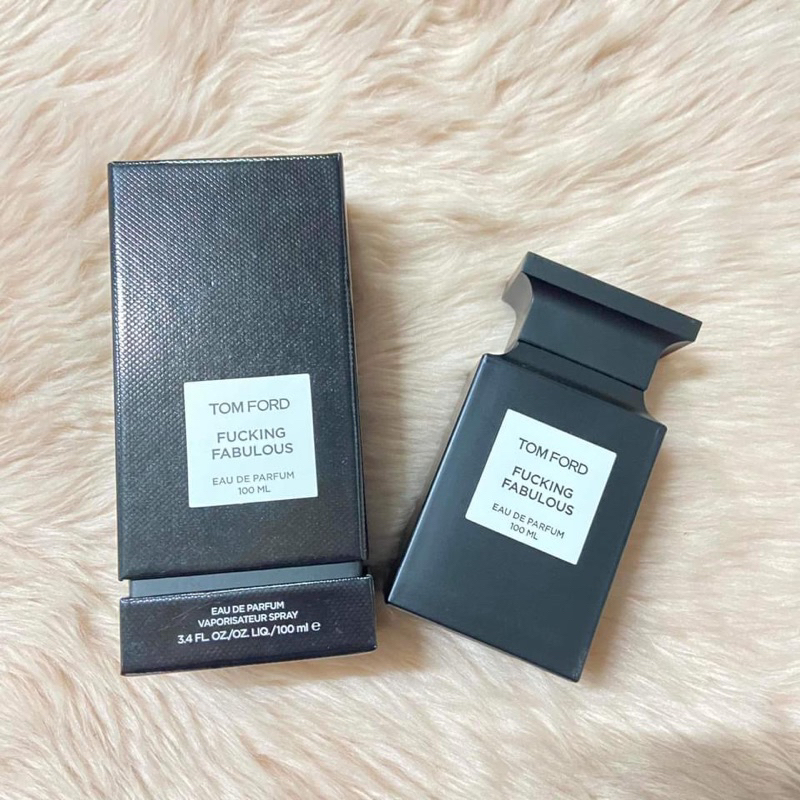 TOM FORD
FUCKING
FABULOUS
EAU DE PARFUM
100 ML
EAU DE PARFUM
VAPORISATEUR SPRAY
3.4 FL. OZ./OZ. LIQ./100 ml ℮
TOM FORD
FUCKING
FABULOUS
EAU DE PARFUM
100 ML